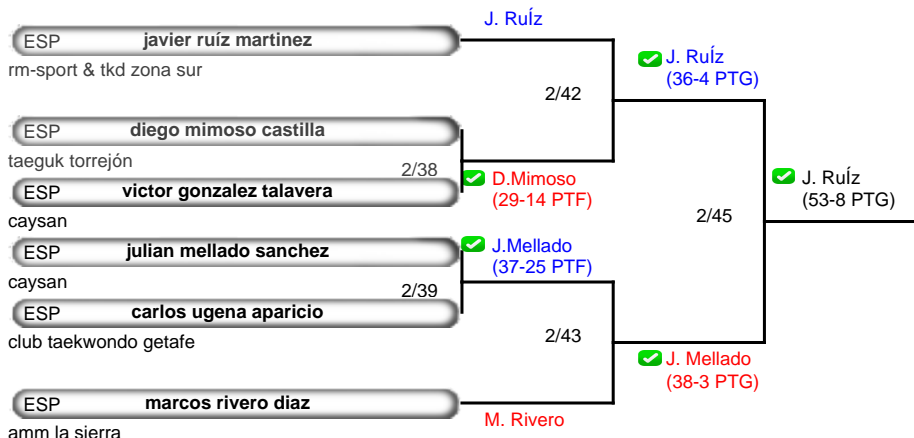 J. RuÍz
ESP javier ruíz martinez
rm-sport & tkd zona sur
J. RuÍz
(36-4 PTG)
2/42
ESP diego mimoso castilla
taeguk torrejón
2/38
D.Mimoso
(29-14 PTF)
ESP victor gonzalez talavera
caysan
J. RuÍz
(53-8 PTG)
2/45
ESP julian mellado sanchez
caysan
J.Mellado
(37-25 PTF)
2/39
ESP carlos ugena aparicio
club taekwondo getafe
2/43
J. Mellado
(38-3 PTG)
ESP marcos rivero diaz
amm la sierra
M. Rivero